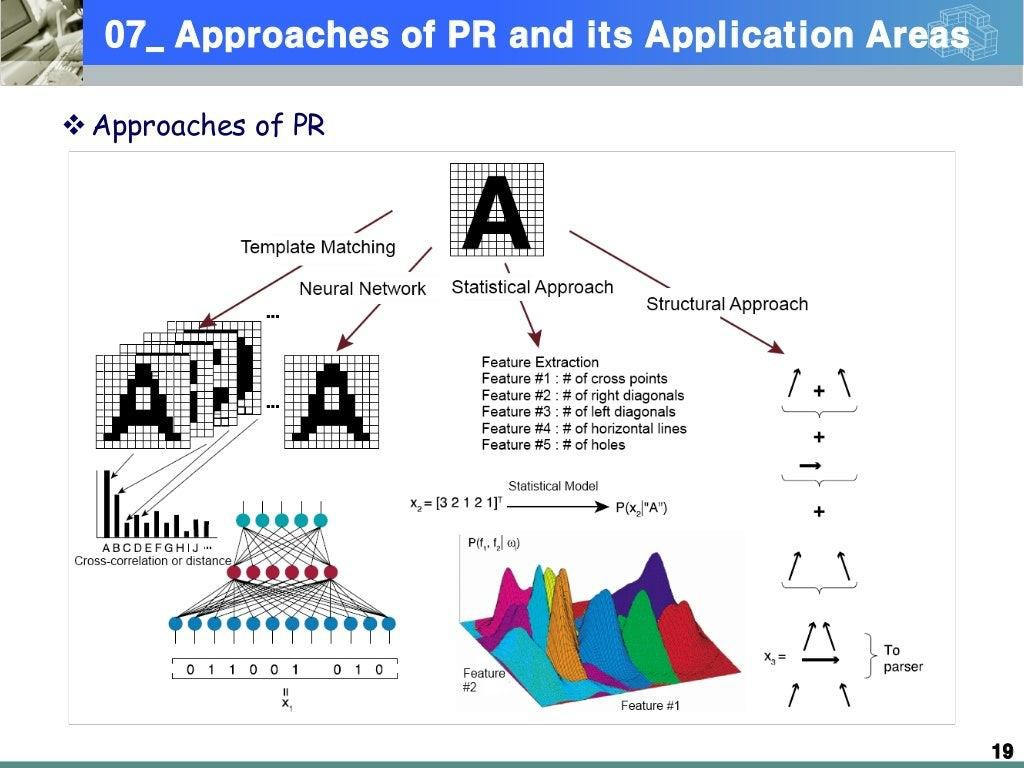 07_ Approaches of PR and its Application Areas
❖ Approaches of PR
A
Template Matching
Neural Network
Statistical Approach
Structural Approach
...
...
A
A
Feature Extraction
Feature #1 : # of cross points
Feature #2 : # of right diagonals
Feature #3 : # of left diagonals
Feature #4 : # of horizontal lines
Feature #5 : # of holes
+
+
+
x₂ = [3 2 1 2 1]ᵀ
Statistical Model
P(x₂|"A")
A B C D E F G H I J ...
Cross-correlation or distance
P(f₁, f₂| ωᵢ)
Feature #2
Feature #1
0 1 1 0 0 1 0 1 0
=
x₁
x₃ =
To
parser
19